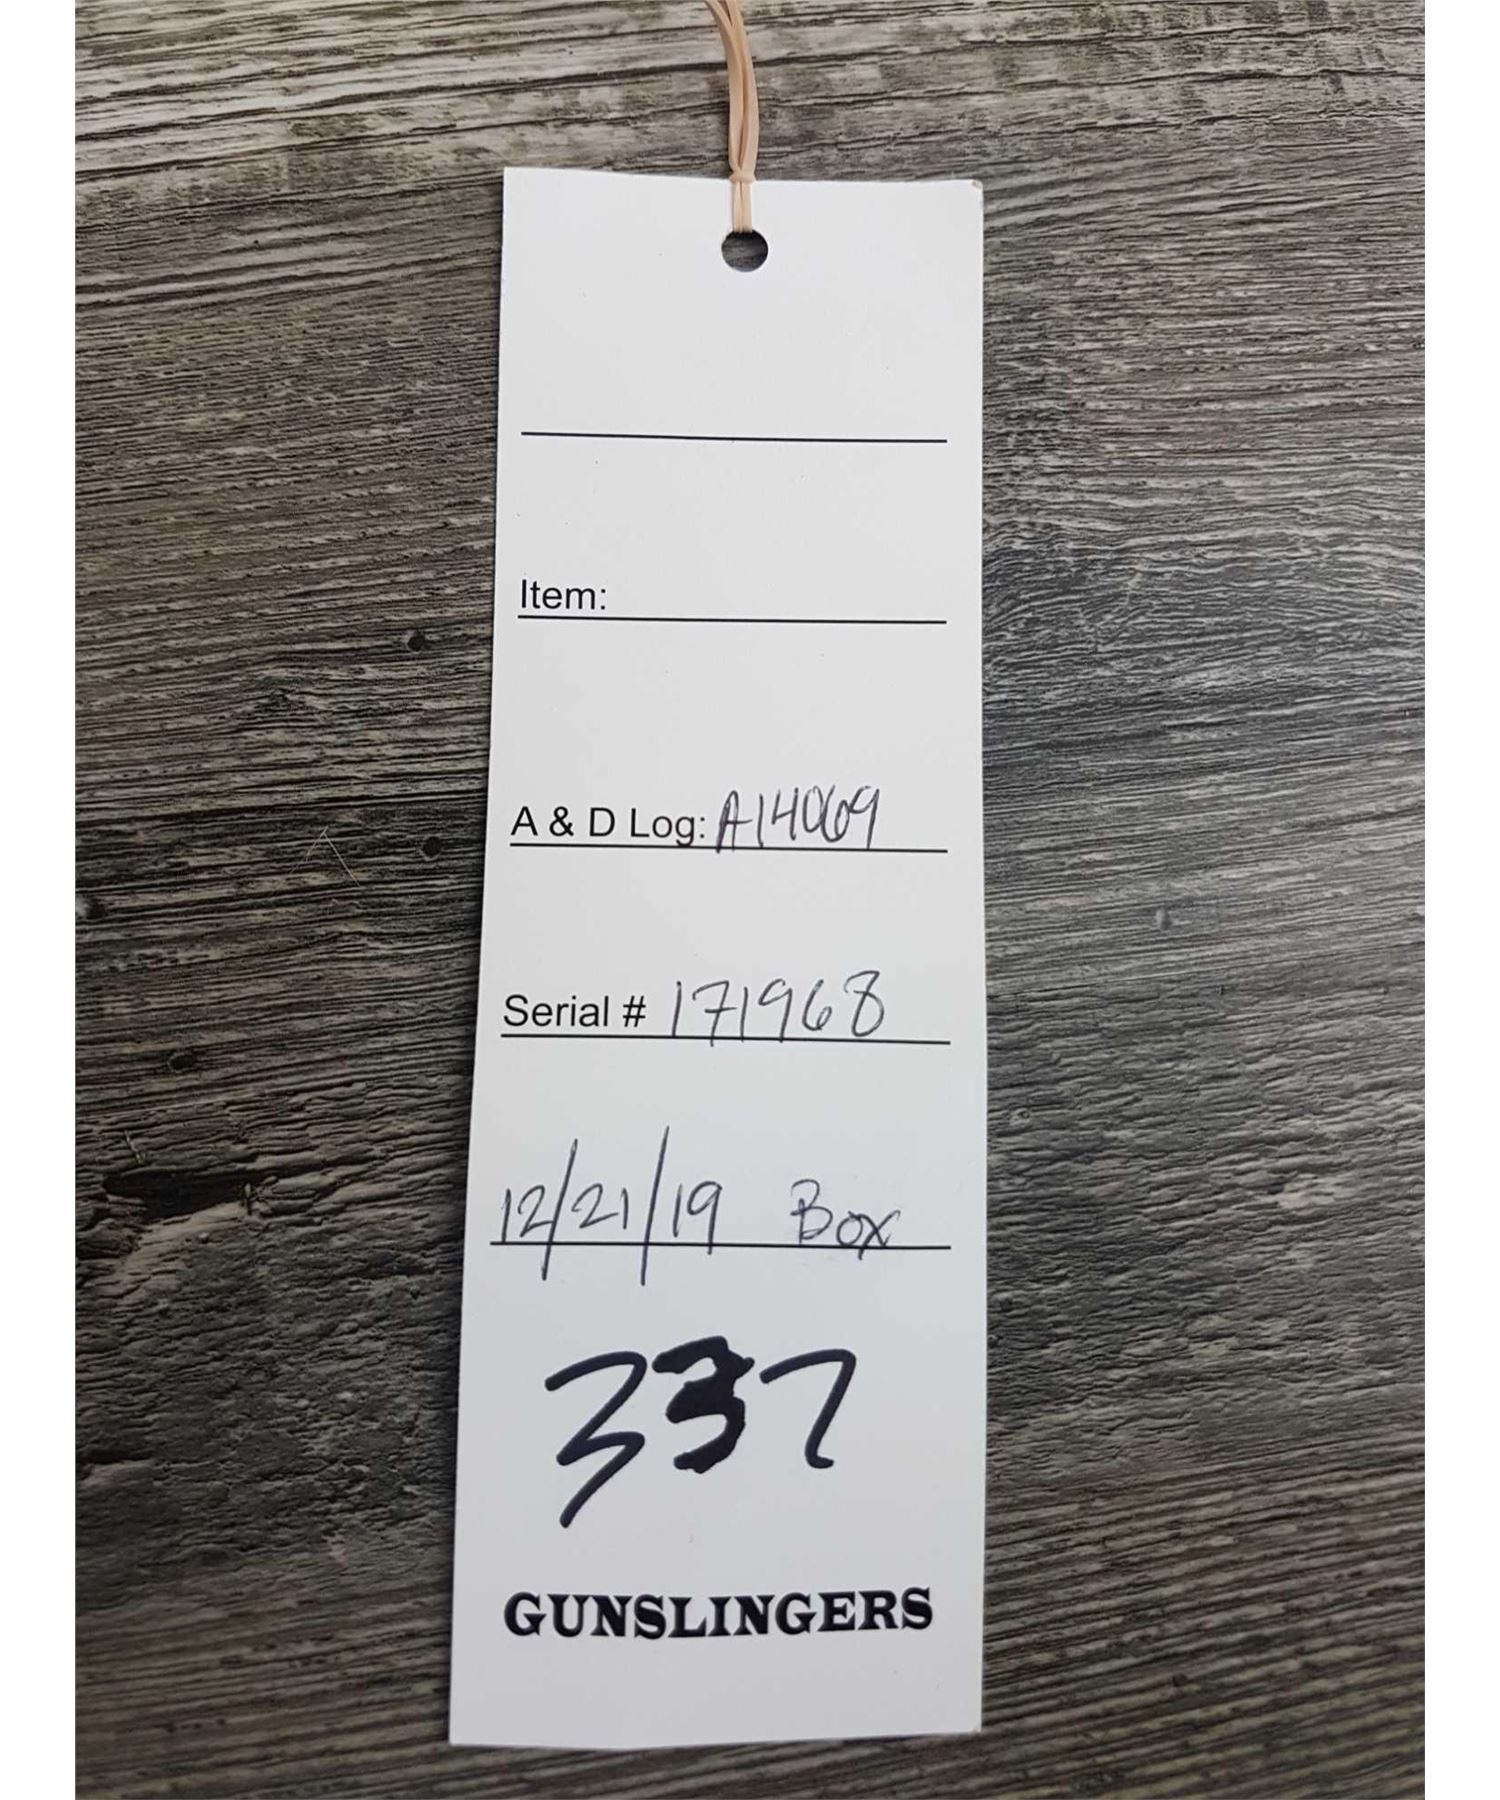 Item:
A & D Log: A14069
Serial # 171968
12/21/19 Box
337
GUNSLINGERS